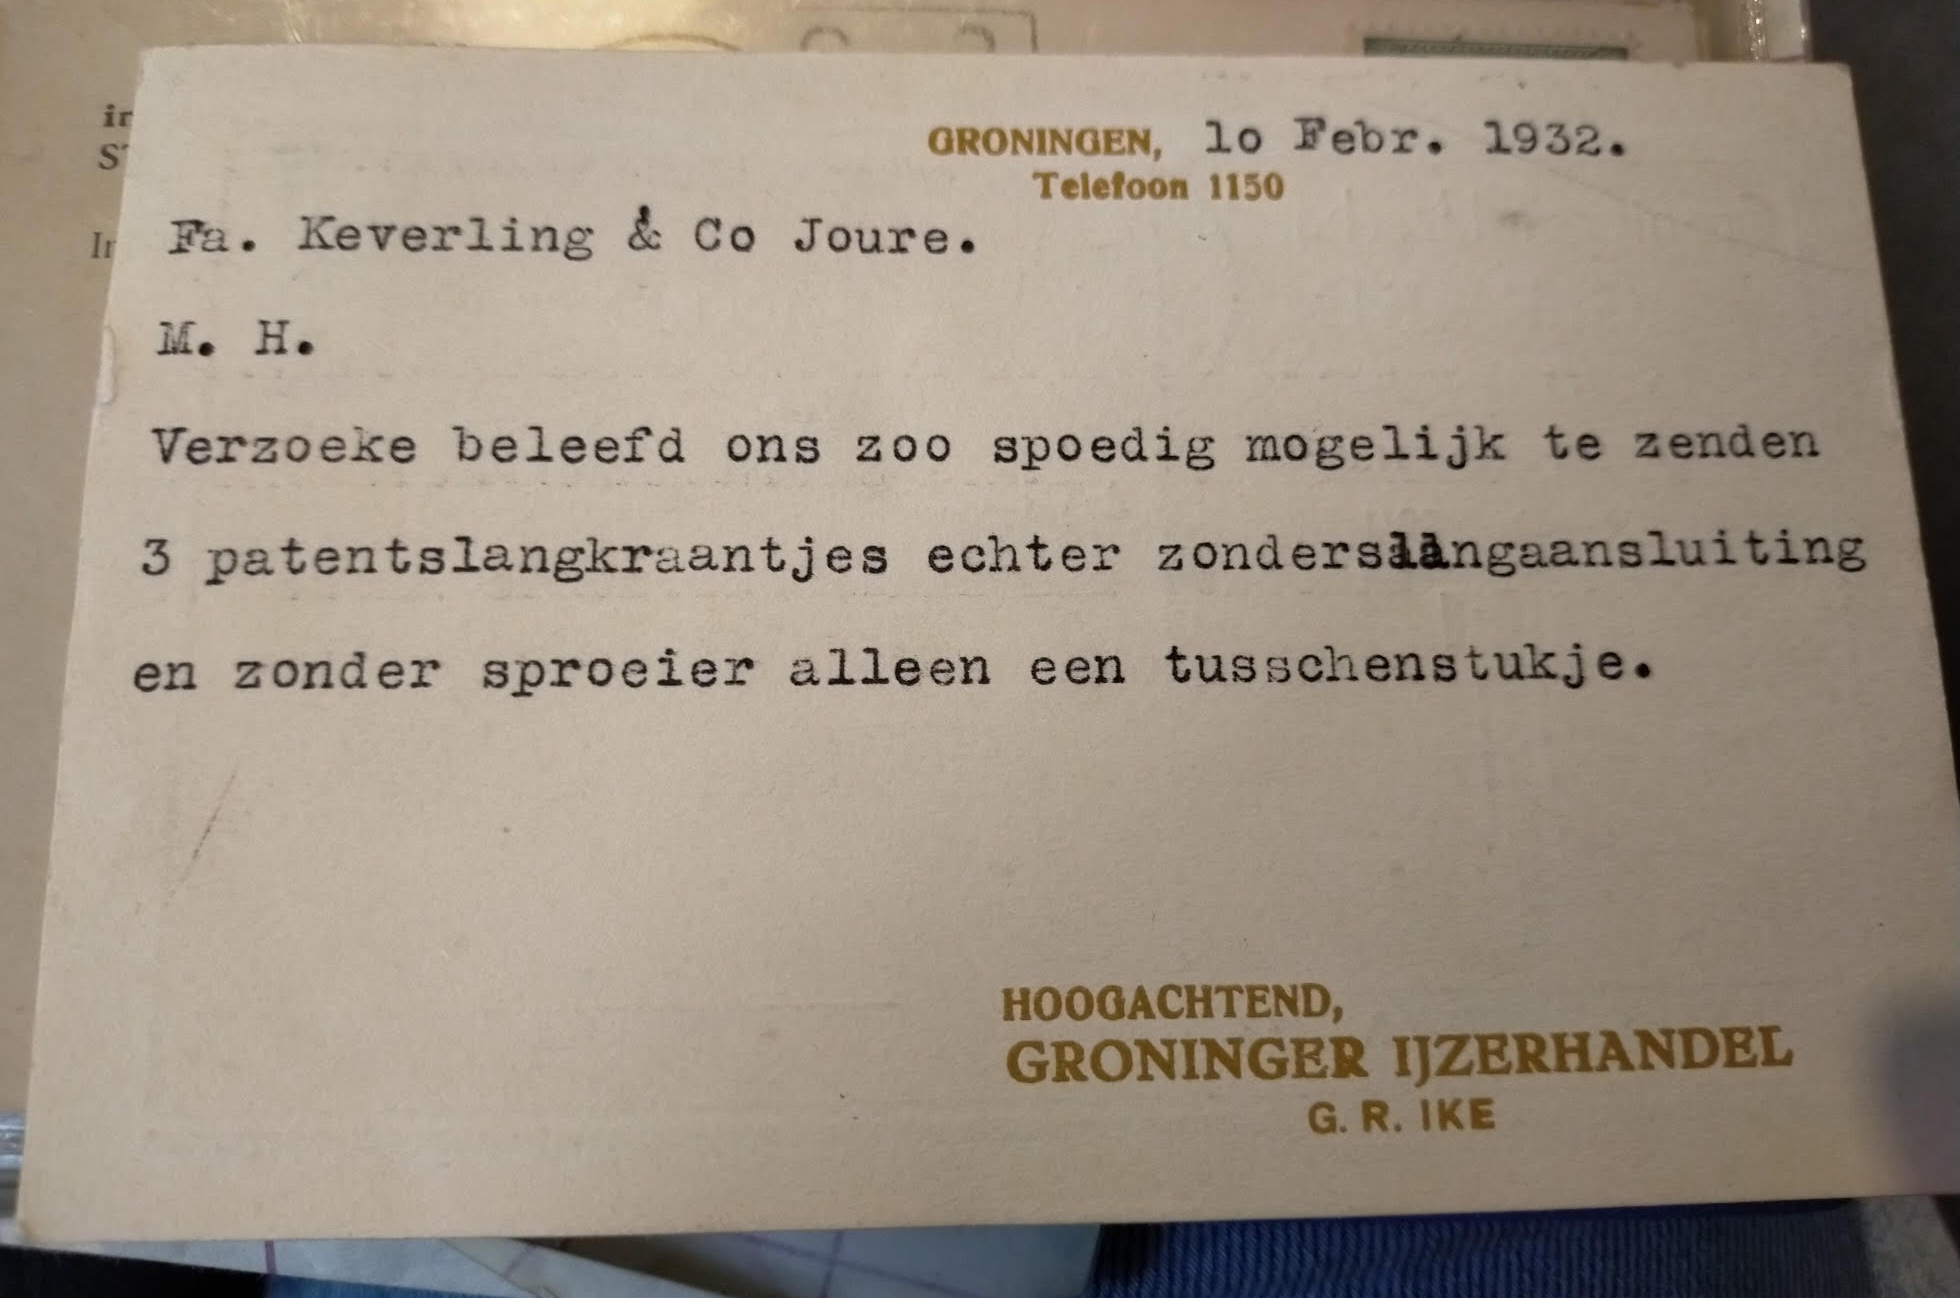 GRONINGEN, lo Febr. 1932.
Telefoon 1150
Fa. Keverling & Co Joure.
M. H.
Verzoeke beleefd ons zoo spoedig mogelijk te zenden
3 patentslangkraantjes echter zonderslangaansluiting
en zonder sproeier alleen een tusschenstukje.
HOOGACHTEND,
GRONINGER IJZERHANDEL
G. R. IKE